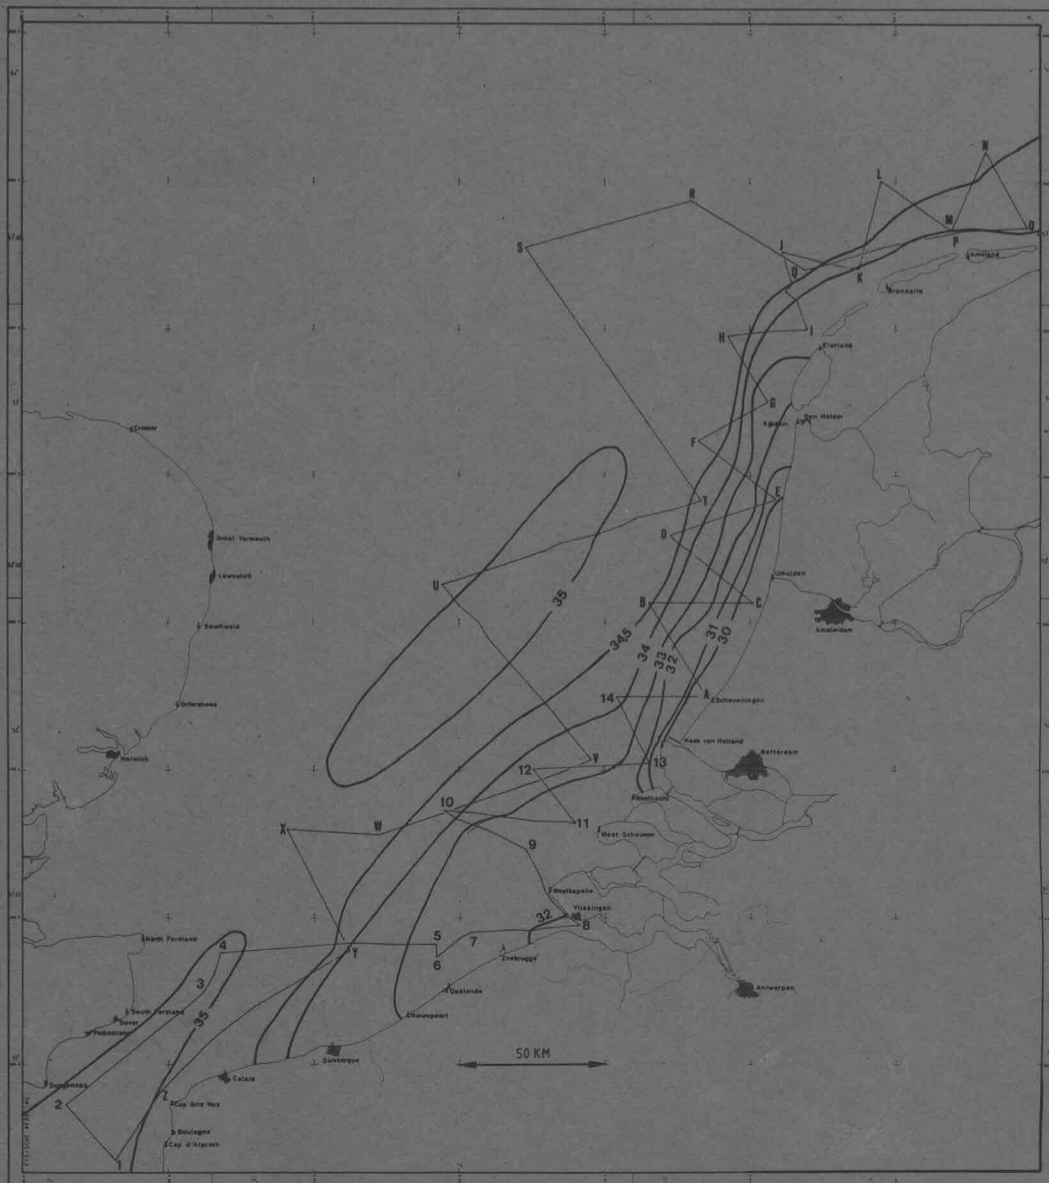 N
L
R
M
Q
S
J
P
Ameland
Q
K
Brandaris
H
I
Eierland
G
Den Helder
Cromer
F
E
T
Great Yarmouth
D
35
Lowestoft
IJmuiden
U
B
C
Amsterdam
Southwold
34,5
34
33
32
31
30
14
A
Scheveningen
Orfordness
Hoek van Holland
Harwich
Rotterdam
V
12
13
10
11
X
W
West Schouwen
9
Westkapelle
Vlissingen
32
8
5
7
North Foreland
4
Y
6
Zeebrugge
3
Oostende
Antwerpen
South Foreland
35
Dover
Folkestone
Nieuwpoort
50 KM
Dunkerque
Calais
Dungeness
Z
2
Cap Gris Nez
Boulogne
Cap d'Alprech
1